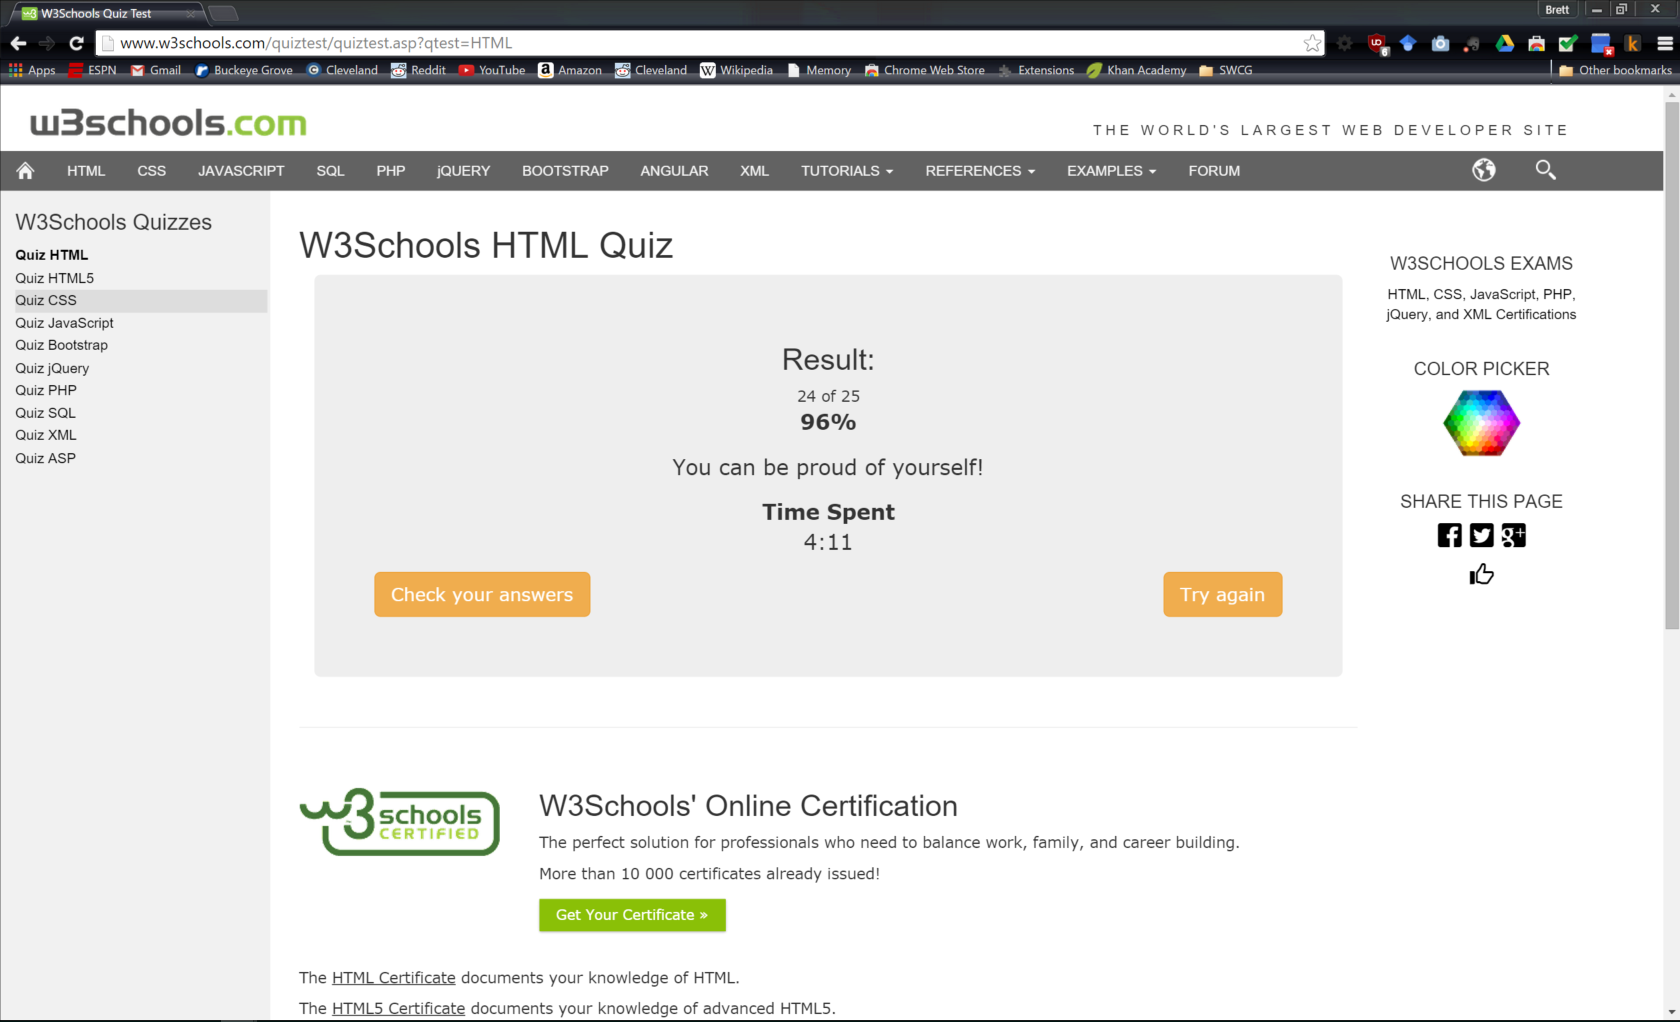 W3Schools Quiz Test
Brett
www.w3schools.com/quiztest/quiztest.asp?qtest=HTML
Apps ESPN Gmail Buckeye Grove Cleveland Reddit YouTube Amazon Cleveland Wikipedia Memory Chrome Web Store Extensions Khan Academy SWCG Other bookmarks
w3schools.com
THE WORLD'S LARGEST WEB DEVELOPER SITE
HTML CSS JAVASCRIPT SQL PHP jQUERY BOOTSTRAP ANGULAR XML TUTORIALS REFERENCES EXAMPLES FORUM
W3Schools Quizzes
Quiz HTML
Quiz HTML5
Quiz CSS
Quiz JavaScript
Quiz Bootstrap
Quiz jQuery
Quiz PHP
Quiz SQL
Quiz XML
Quiz ASP
W3Schools HTML Quiz
Result:
24 of 25
96%
You can be proud of yourself!
Time Spent
4:11
Check your answers
Try again
W3SCHOOLS EXAMS
HTML, CSS, JavaScript, PHP,
jQuery, and XML Certifications
COLOR PICKER
SHARE THIS PAGE
w3schools
CERTIFIED
W3Schools' Online Certification
The perfect solution for professionals who need to balance work, family, and career building.
More than 10 000 certificates already issued!
Get Your Certificate »
The HTML Certificate documents your knowledge of HTML.
The HTML5 Certificate documents your knowledge of advanced HTML5.